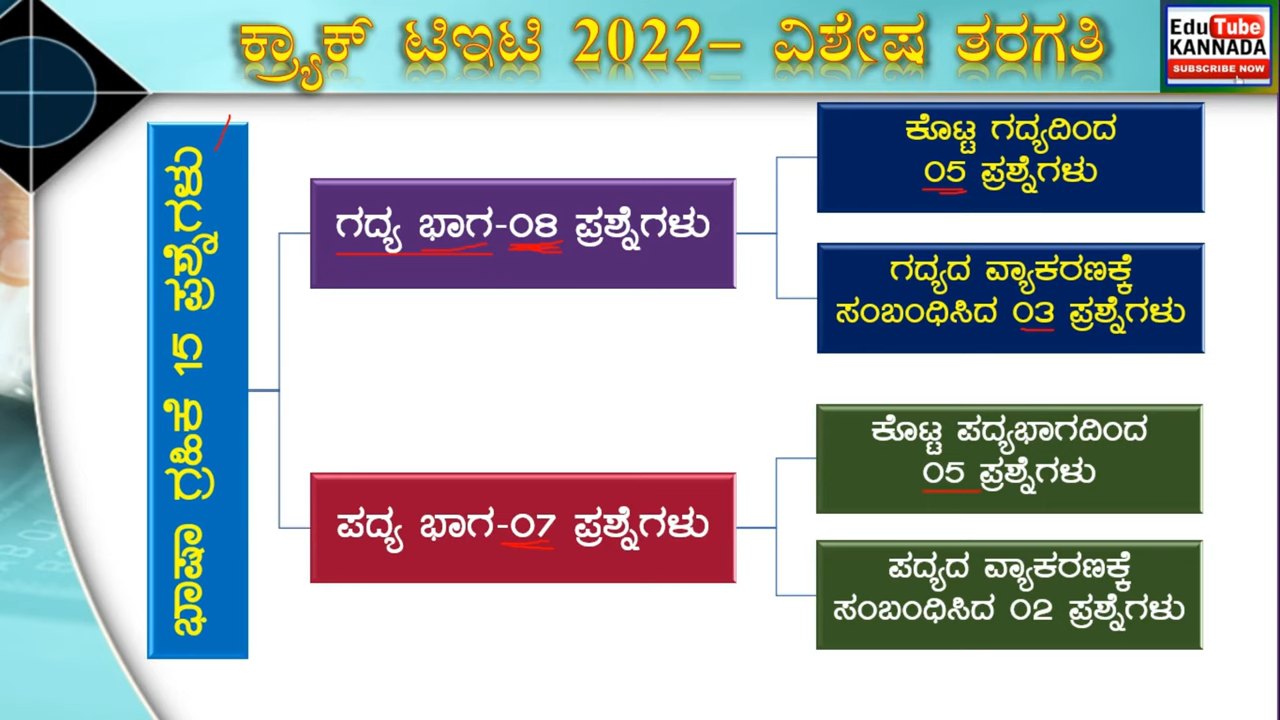 ಕ್ರ್ಯಾಕ್ ಟಿಇಟಿ 2022– ವಿಶೇಷ ತರಗತಿ
EduTube
KANNADA
SUBSCRIBE NOW
ಭಾಷಾ ಗ್ರಹಿಕೆ 15 ಪ್ರಶ್ನೆಗಳು
ಗದ್ಯ ಭಾಗ-08 ಪ್ರಶ್ನೆಗಳು
ಕೊಟ್ಟ ಗದ್ಯದಿಂದ
05 ಪ್ರಶ್ನೆಗಳು
ಗದ್ಯದ ವ್ಯಾಕರಣಕ್ಕೆ
ಸಂಬಂಧಿಸಿದ 03 ಪ್ರಶ್ನೆಗಳು
ಪದ್ಯ ಭಾಗ-07 ಪ್ರಶ್ನೆಗಳು
ಕೊಟ್ಟ ಪದ್ಯಭಾಗದಿಂದ
05 ಪ್ರಶ್ನೆಗಳು
ಪದ್ಯದ ವ್ಯಾಕರಣಕ್ಕೆ
ಸಂಬಂಧಿಸಿದ 02 ಪ್ರಶ್ನೆಗಳು